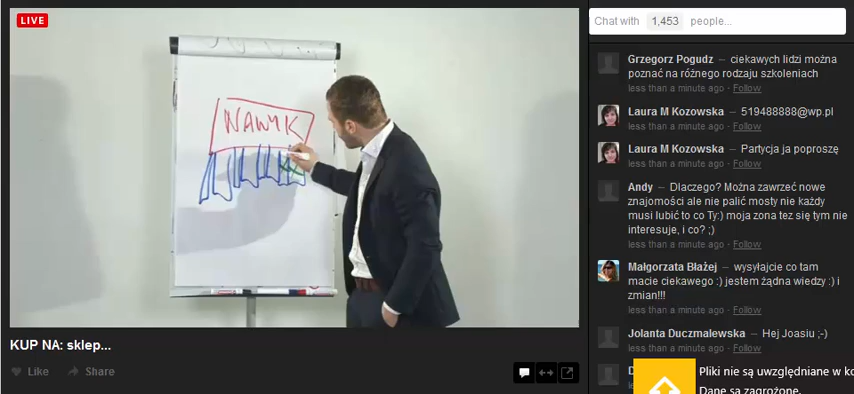 LIVE
NAWYK
KUP NA: sklep...
Like
Share
Chat with 1,453 people...
Grzegorz Pogudz – ciekawych lidzi można
poznać na różnego rodzaju szkoleniach
less than a minute ago - Follow
Laura M Kozowska – 519488888@wp.pl
less than a minute ago - Follow
Laura M Kozowska – Partycja ja poproszę
less than a minute ago - Follow
Andy – Dlaczego? Można zawrzeć nowe
znajomości ale nie palić mosty nie każdy
musi lubić to co Ty:) moja zona tez się tym nie
interesuje, i co? ;)
less than a minute ago - Follow
Małgorzata Błażej – wysyłajcie co tam
macie ciekawego :) jestem żądna wiedzy :) i
zmian!!!
less than a minute ago - Follow
Jolanta Duczmalewska – Hej Joasiu ;-)
less than a minute ago - Follow
Pliki nie są uwzględniane w ko
Dane są zagrożone.